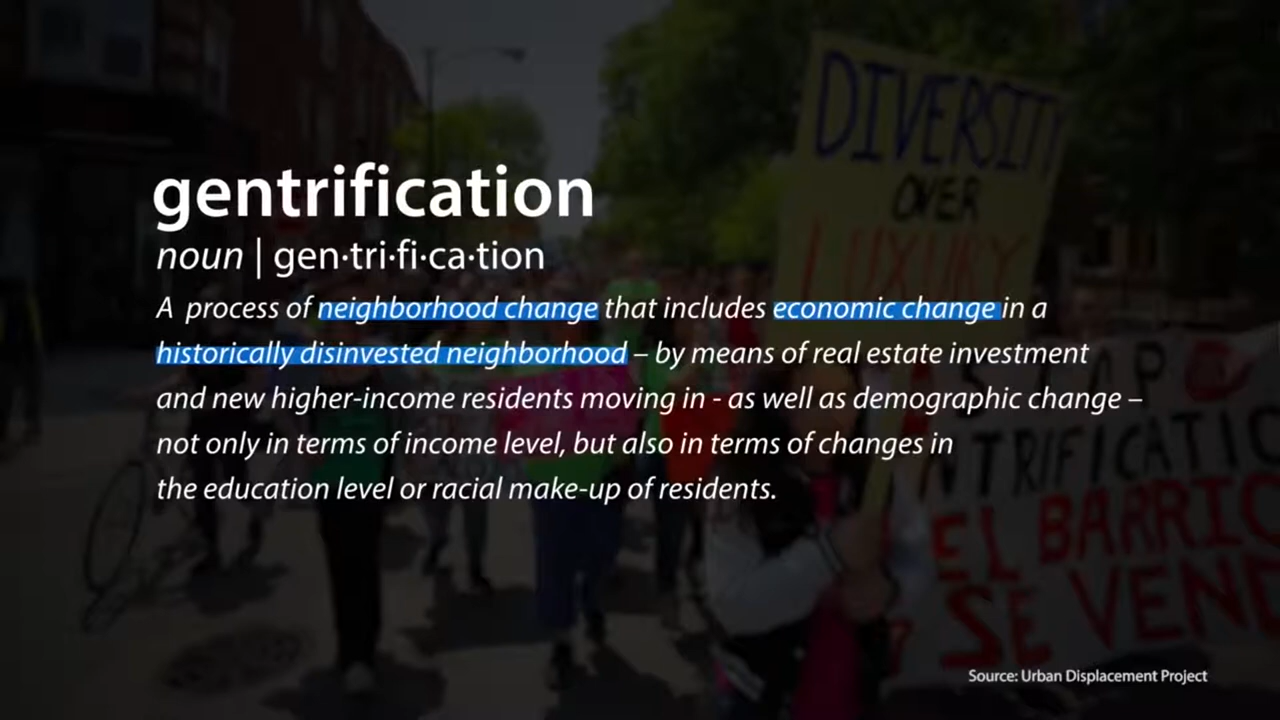 gentrification
noun | gen·tri·fi·ca·tion
A process of neighborhood change that includes economic change in a
historically disinvested neighborhood – by means of real estate investment
and new higher-income residents moving in - as well as demographic change –
not only in terms of income level, but also in terms of changes in
the education level or racial make-up of residents.
DIVERSITY
OVER
LUXURY
EL BARRIO
SE VEND
Source: Urban Displacement Project